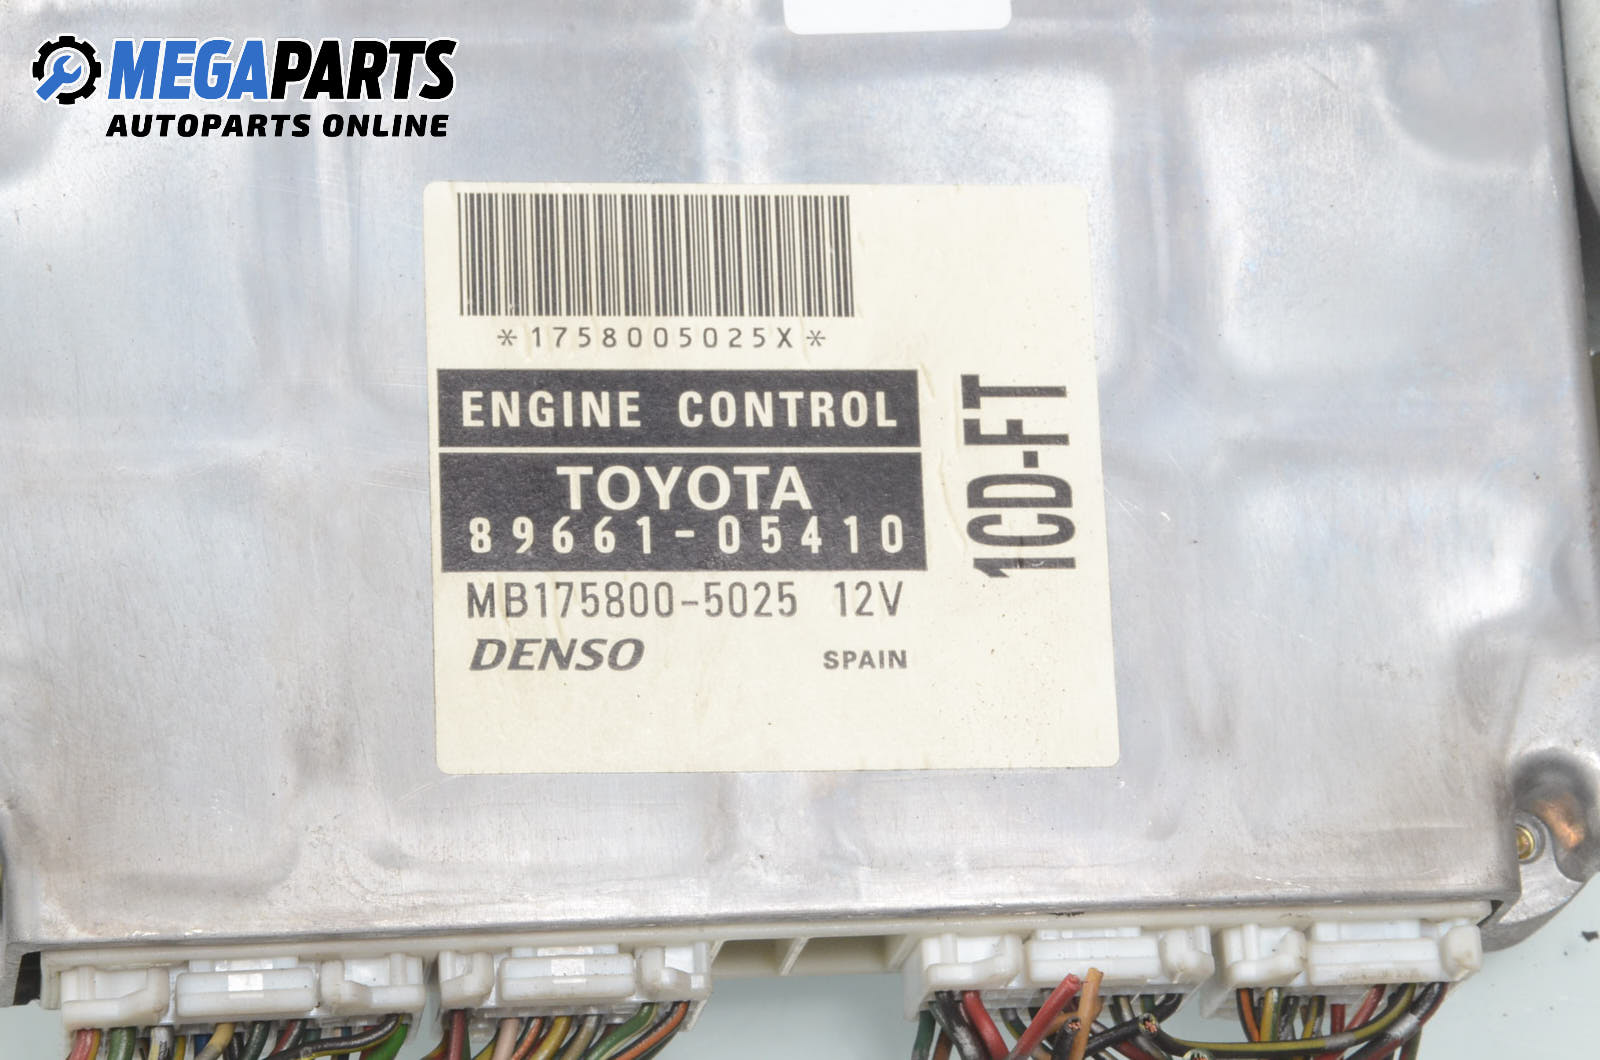 MEGAPARTS
AUTOPARTS ONLINE
*1758005025X*
ENGINE CONTROL
TOYOTA
89661-05410
MB175800-5025 12V
DENSO SPAIN
1CD-FT